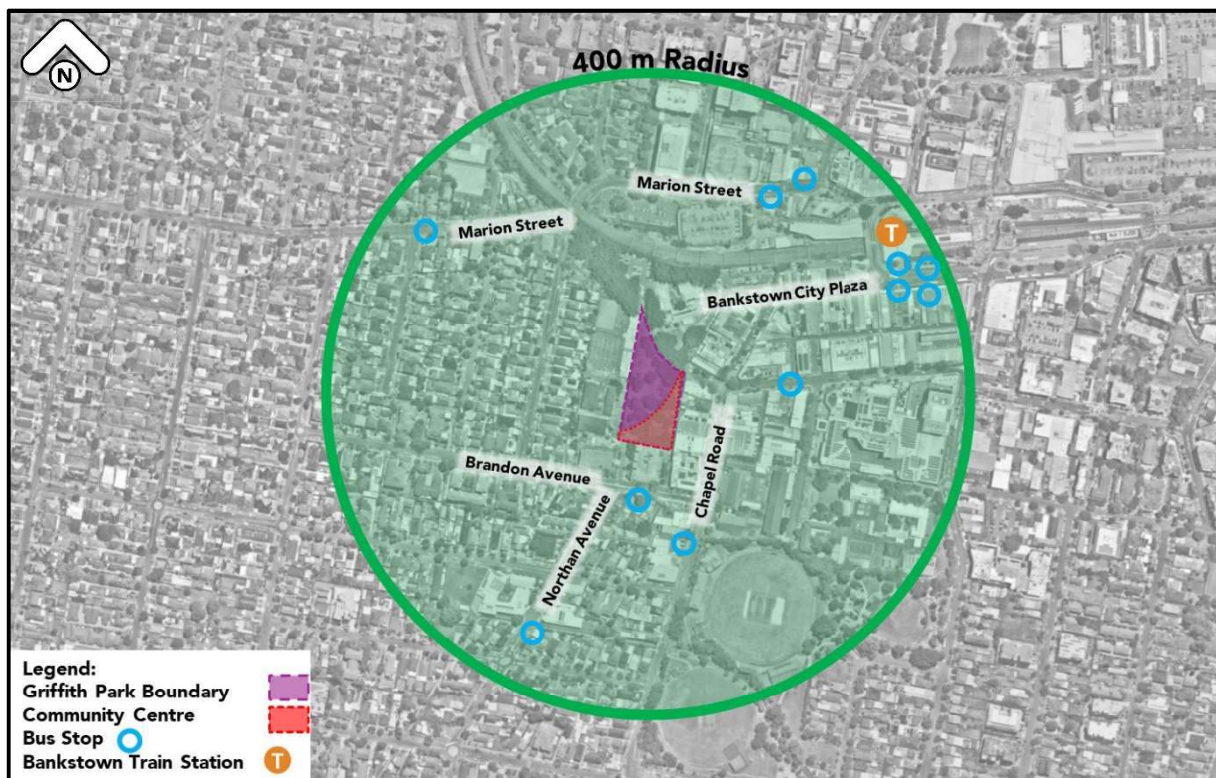 N
400 m Radius
Marion Street
Marion Street
T
Bankstown City Plaza
Chapel Road
Brandon Avenue
Northan Avenue
Legend:
Griffith Park Boundary
Community Centre
Bus Stop
Bankstown Train Station T